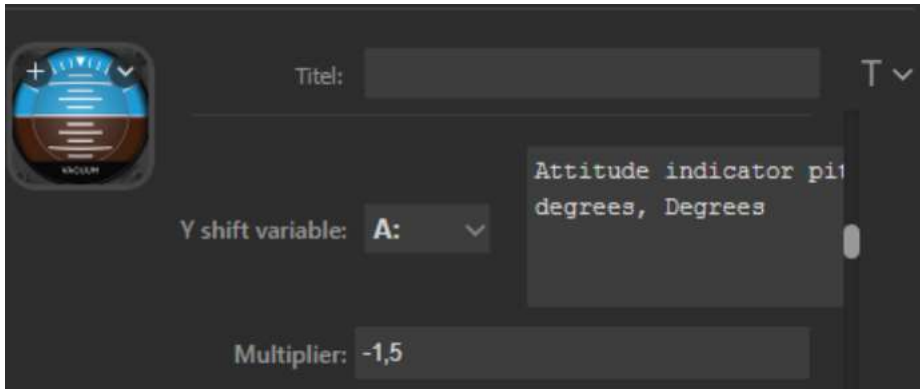 Titel:
T
VACUUM
Attitude indicator pit
degrees, Degrees
Y shift variable: A:
Multiplier: -1,5